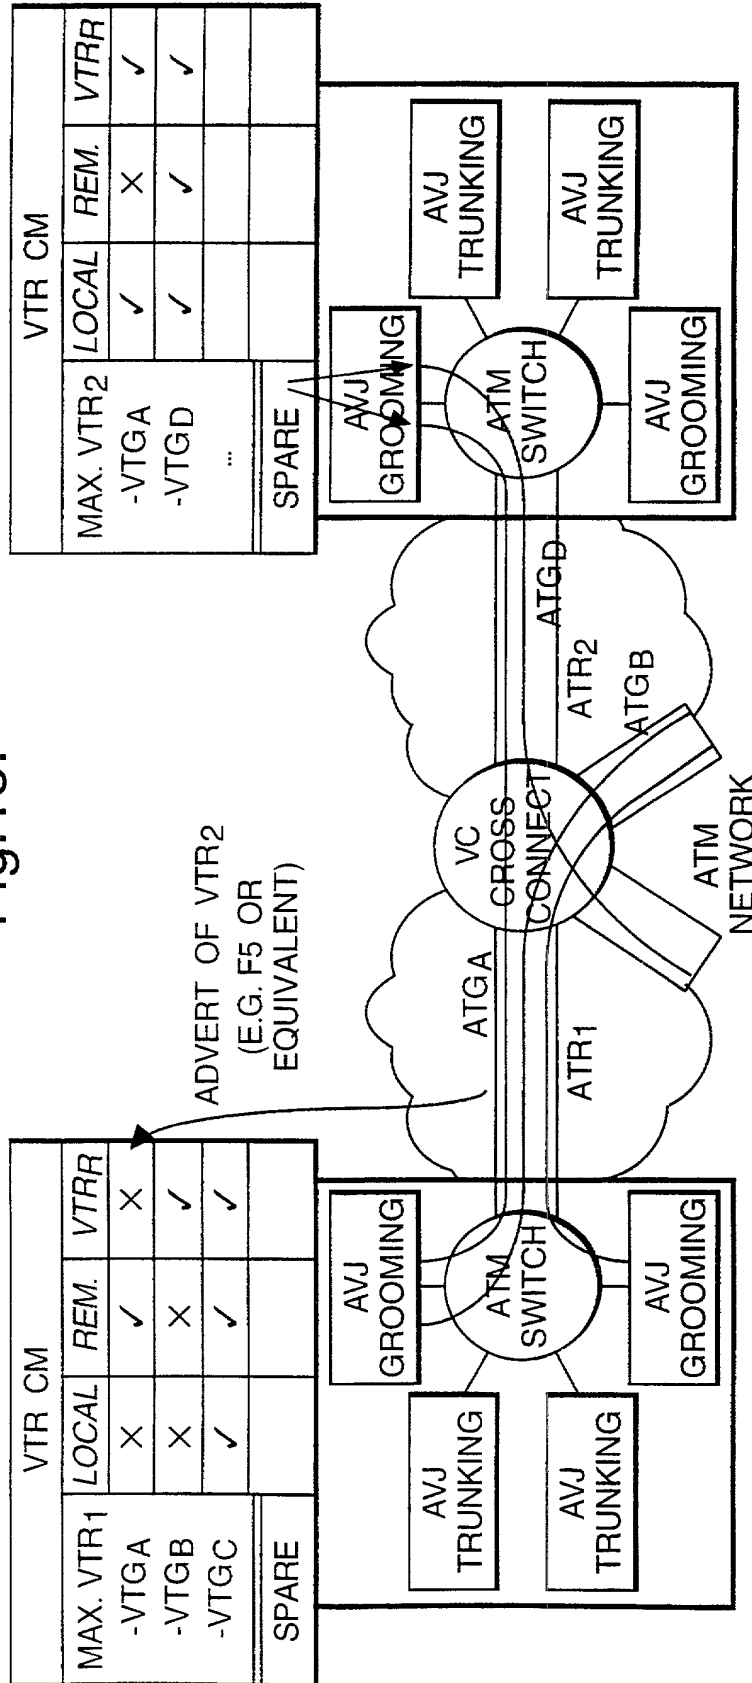 VTR CM
MAX. VTR1 LOCAL REM. VTRR
-VTGA × ✓ ×
-VTGB × × ✓
-VTGC ✓ ✓ ✓
SPARE
ADVERT OF VTR2
(E.G. F5 OR
EQUIVALENT)
VTR CM
MAX. VTR2 LOCAL REM. VTRR
-VTGA ✓ × ✓
-VTGD ✓ ✓ ✓
...
SPARE
AVJ
TRUNKING
AVJ
GROOMING
ATM
SWITCH
AVJ
TRUNKING
AVJ
GROOMING
ATGA
ATR1
VC
CROSS
CONNECT
ATM
NETWORK
ATGD
ATR2
ATGB
AVJ
GROOMING
AVJ
TRUNKING
ATM
SWITCH
AVJ
GROOMING
AVJ
TRUNKING